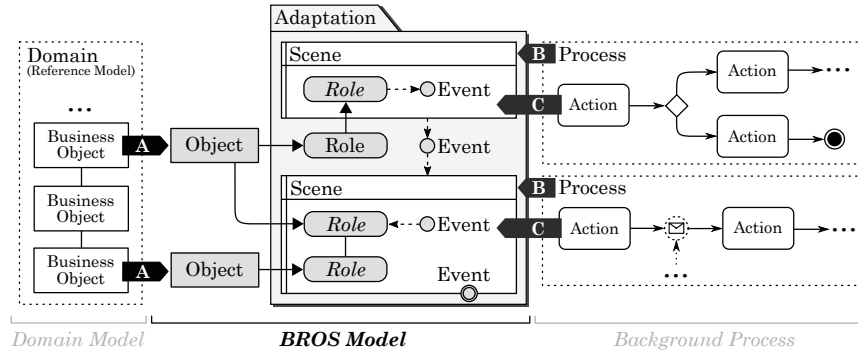 Adaptation
Domain
(Reference Model)
...
Business
Object
Business
Object
Business
Object
A
A
Object
Object
Scene
Role
Event
Role
Event
Scene
Role
Event
Role
Event
B
Process
C
Action
Action
...
Action
B
Process
C
Action
Action
...
...
Domain Model
BROS Model
Background Process